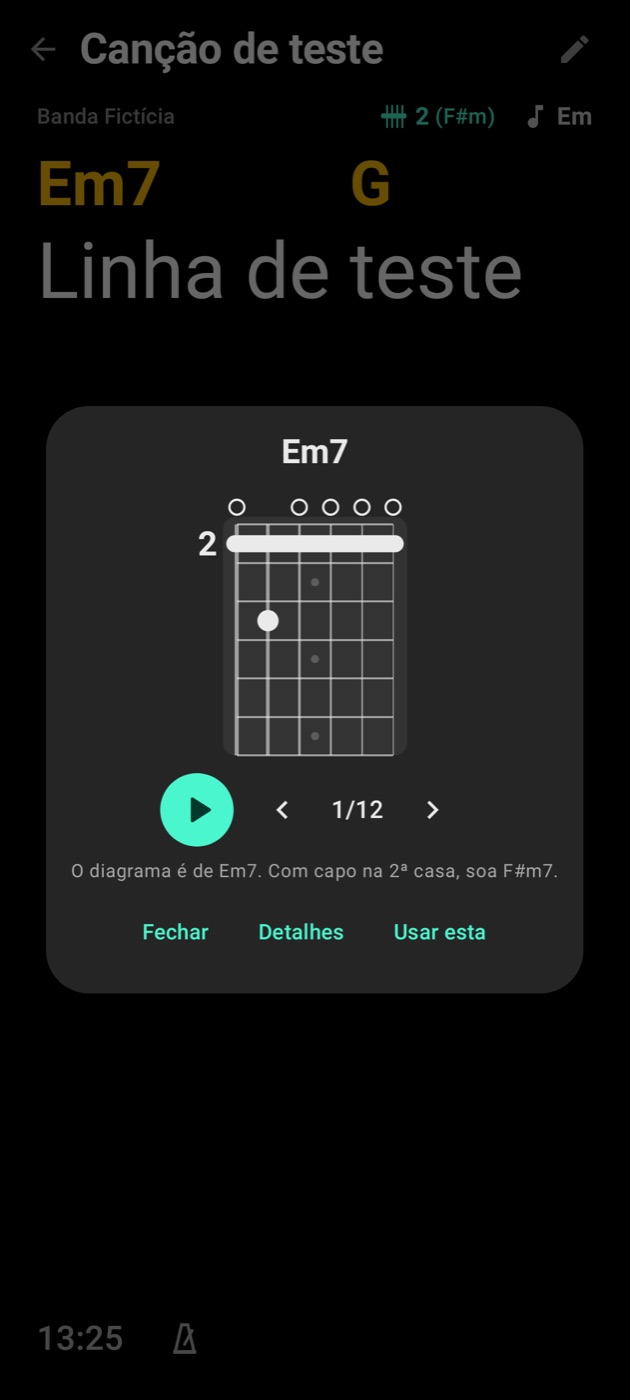 Canção de teste
Banda Fictícia 2 (F#m) Em
Em7 G
Linha de teste
Em7
2
1/12
O diagrama é de Em7. Com capo na 2ª casa, soa F#m7.
Fechar Detalhes Usar esta
13:25